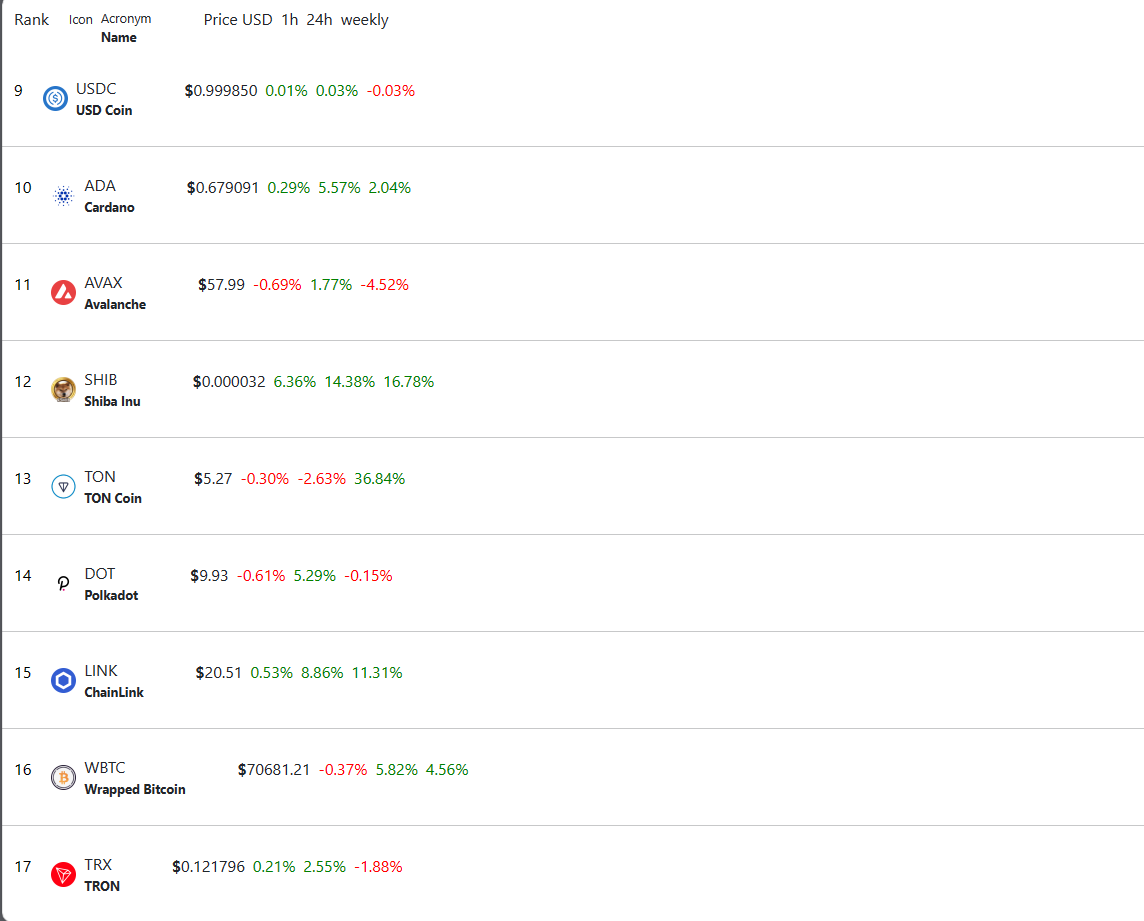 Rank Icon Acronym Price USD 1h 24h weekly
Name
9 USDC $0.999850 0.01% 0.03% -0.03%
USD Coin
10 ADA $0.679091 0.29% 5.57% 2.04%
Cardano
11 AVAX $57.99 -0.69% 1.77% -4.52%
Avalanche
12 SHIB $0.000032 6.36% 14.38% 16.78%
Shiba Inu
13 TON $5.27 -0.30% -2.63% 36.84%
TON Coin
14 DOT $9.93 -0.61% 5.29% -0.15%
Polkadot
15 LINK $20.51 0.53% 8.86% 11.31%
ChainLink
16 WBTC $70681.21 -0.37% 5.82% 4.56%
Wrapped Bitcoin
17 TRX $0.121796 0.21% 2.55% -1.88%
TRON